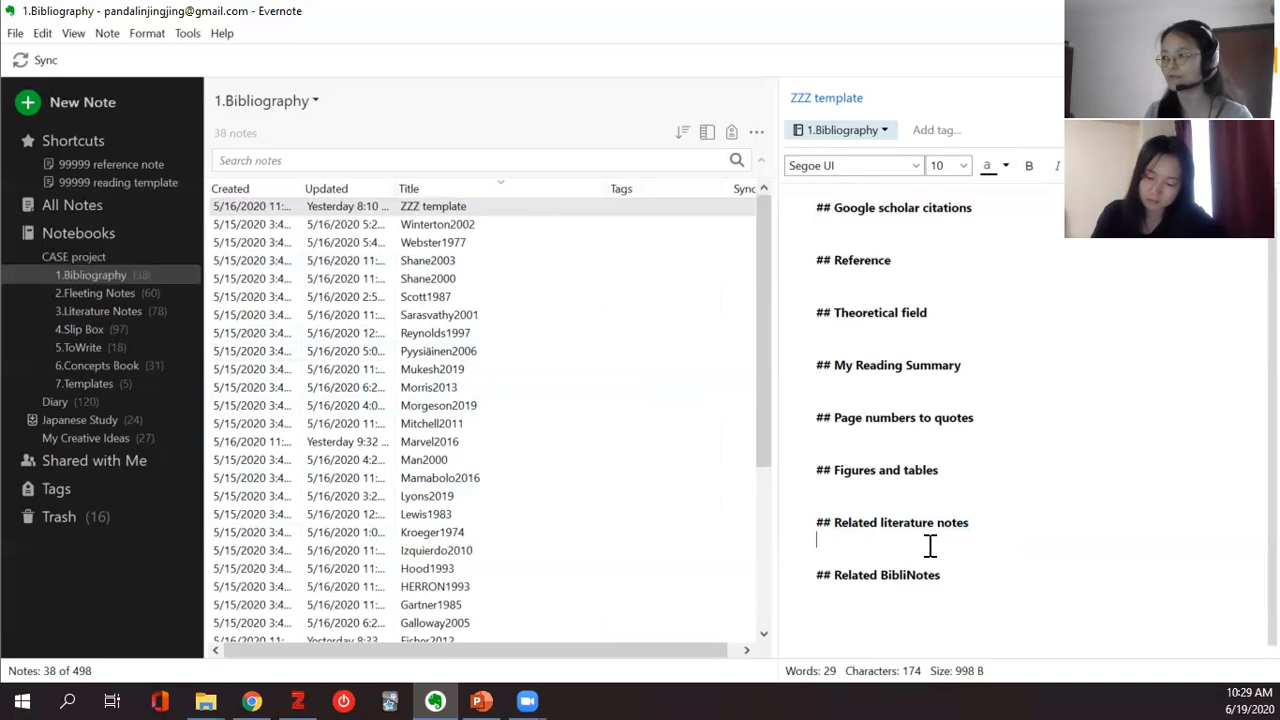 1.Bibliography - pandalinjingjing@gmail.com - Evernote
File Edit View Note Format Tools Help
Sync
New Note
Shortcuts
99999 reference note
99999 reading template
All Notes
Notebooks
CASE project
1.Bibliography (38)
2.Fleeting Notes (60)
3.Literature Notes (78)
4.Slip Box (97)
5.ToWrite (18)
6.Concepts Book (31)
7.Templates (5)
Diary (120)
Japanese Study (24)
My Creative Ideas (27)
Shared with Me
Tags
Trash (16)
1.Bibliography
38 notes
Search notes
Created Updated Title Tags Sync
5/16/2020 11:... Yesterday 8:10 ... ZZZ template
5/15/2020 3:4... 5/16/2020 5:2... Winterton2002
5/15/2020 3:4... 5/16/2020 5:4... Webster1977
5/15/2020 3:4... 5/16/2020 11:... Shane2003
5/15/2020 3:4... 5/16/2020 11:... Shane2000
5/15/2020 3:4... 5/16/2020 2:5... Scott1987
5/15/2020 3:4... 5/16/2020 11:... Sarasvathy2001
5/15/2020 3:4... 5/16/2020 12:... Reynolds1997
5/15/2020 3:4... 5/16/2020 5:0... Pyysiäinen2006
5/15/2020 3:4... 5/16/2020 11:... Mukesh2019
5/15/2020 3:4... 5/16/2020 6:2... Morris2013
5/15/2020 3:4... 5/16/2020 4:0... Morgeson2019
5/15/2020 3:4... 5/16/2020 11:... Mitchell2011
5/16/2020 11:... Yesterday 9:32 ... Marvel2016
5/15/2020 3:4... 5/16/2020 4:2... Man2000
5/15/2020 3:4... 5/16/2020 11:... Mamabolo2016
5/15/2020 3:4... 5/16/2020 3:2... Lyons2019
5/15/2020 3:4... 5/16/2020 11:... Lewis1983
5/15/2020 3:4... 5/16/2020 1:0... Kroeger1974
5/15/2020 3:4... 5/16/2020 11:... Izquierdo2010
5/15/2020 3:4... 5/16/2020 11:... Hood1993
5/15/2020 3:4... 5/16/2020 11:... HERRON1993
5/15/2020 3:4... 5/16/2020 11:... Gartner1985
5/15/2020 3:4... 5/16/2020 6:2... Galloway2005
5/16/2020 11:... Yesterday 8:33 ... Fisher2012
Notes: 38 of 498
ZZZ template
1.Bibliography Add tag...
Segoe UI 10 a B I
## Google scholar citations
## Reference
## Theoretical field
## My Reading Summary
## Page numbers to quotes
## Figures and tables
## Related literature notes
## Related BibliNotes
Words: 29 Characters: 174 Size: 998 B
10:29 AM
6/19/2020